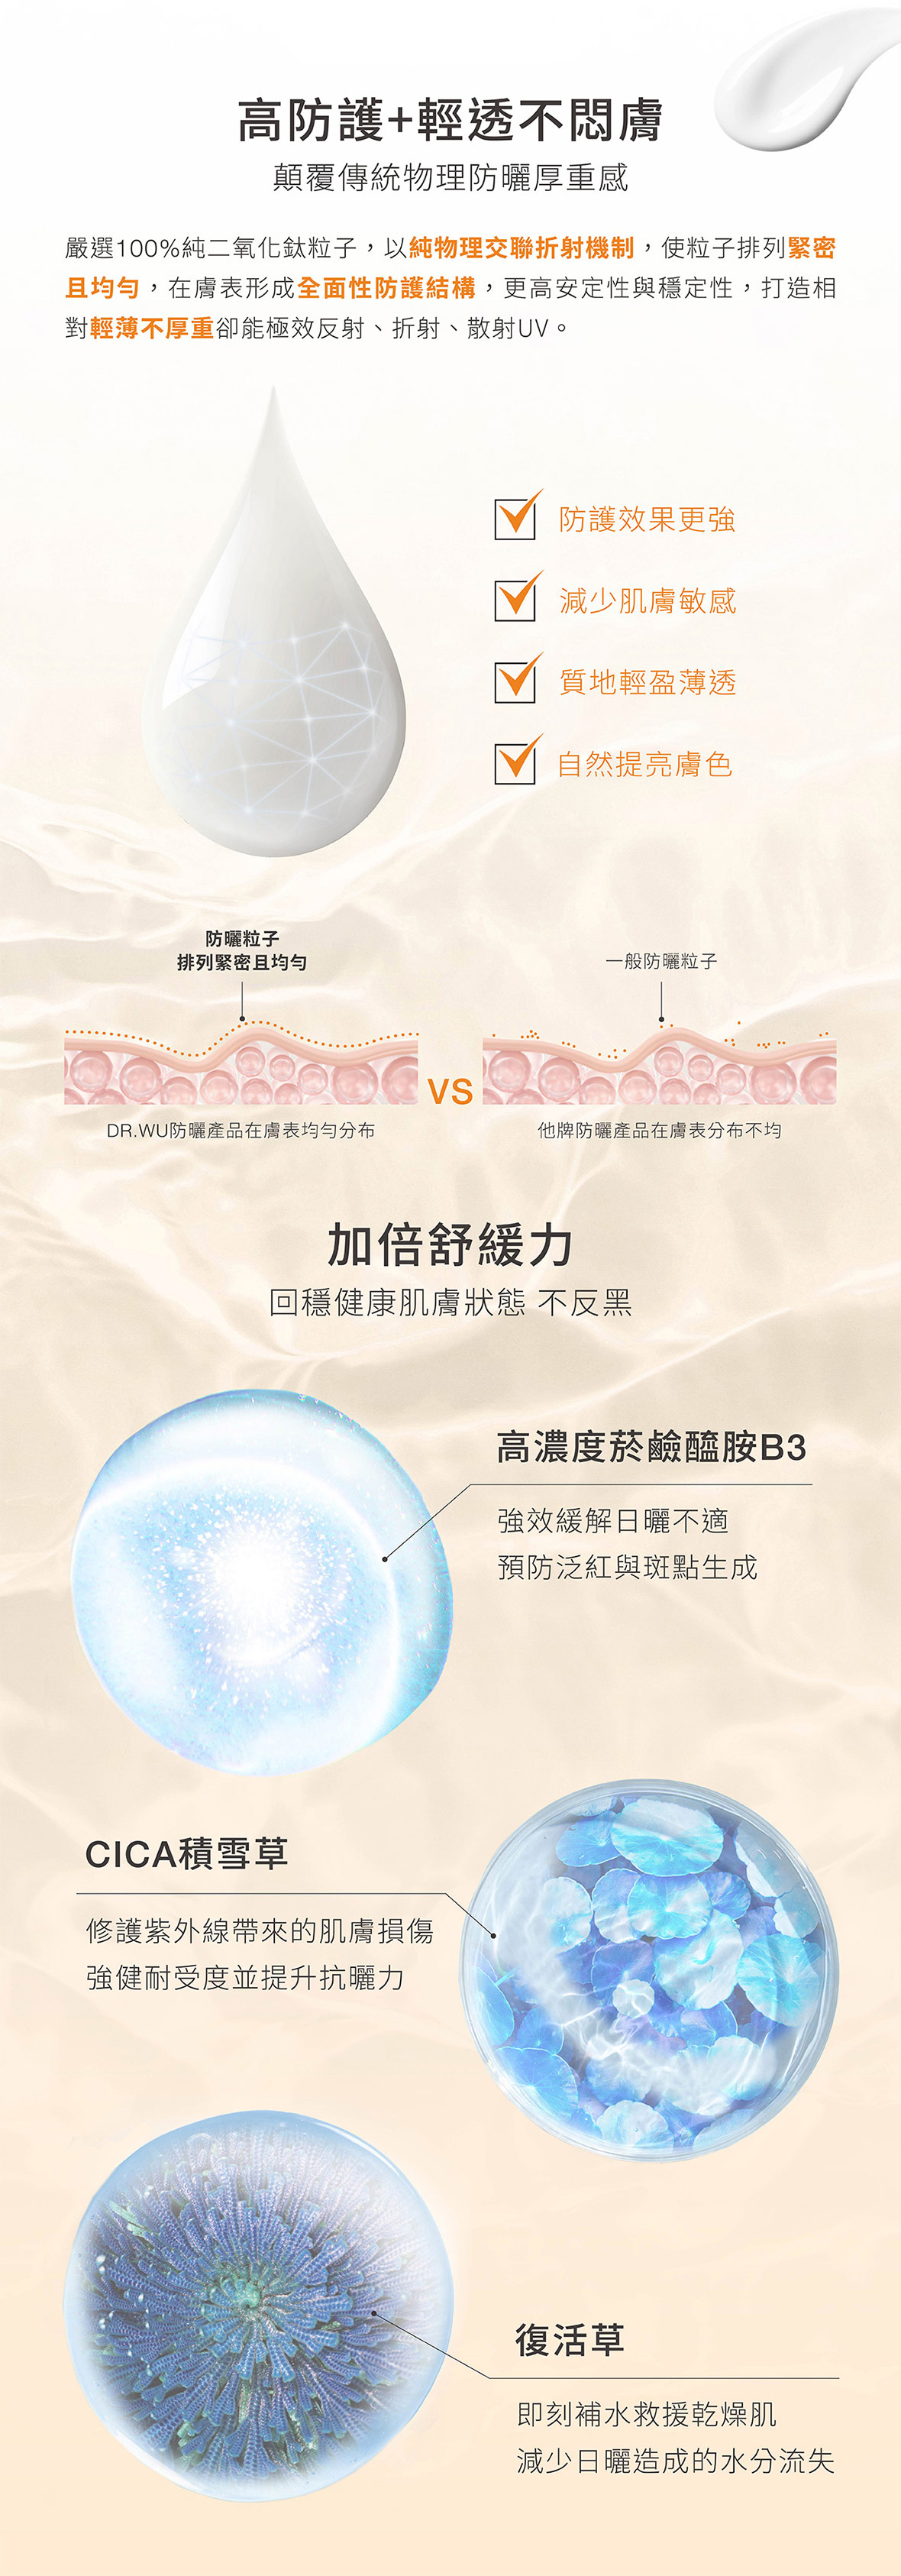 高防護+輕透不悶膚
顛覆傳統物理防曬厚重感
嚴選100%純二氧化鈦粒子，以純物理交聯折射機制，使粒子排列緊密
且均勻，在膚表形成全面性防護結構，更高安定性與穩定性，打造相
對輕薄不厚重卻能極效反射、折射、散射UV。
防護效果更強
減少肌膚敏感
質地輕盈薄透
自然提亮膚色
防曬粒子
排列緊密且均勻
一般防曬粒子
VS
DR.WU防曬產品在膚表均勻分布
他牌防曬產品在膚表分布不均
加倍舒緩力
回穩健康肌膚狀態 不反黑
高濃度菸鹼醯胺B3
強效緩解日曬不適
預防泛紅與斑點生成
CICA積雪草
修護紫外線帶來的肌膚損傷
強健耐受度並提升抗曬力
復活草
即刻補水救援乾燥肌
減少日曬造成的水分流失